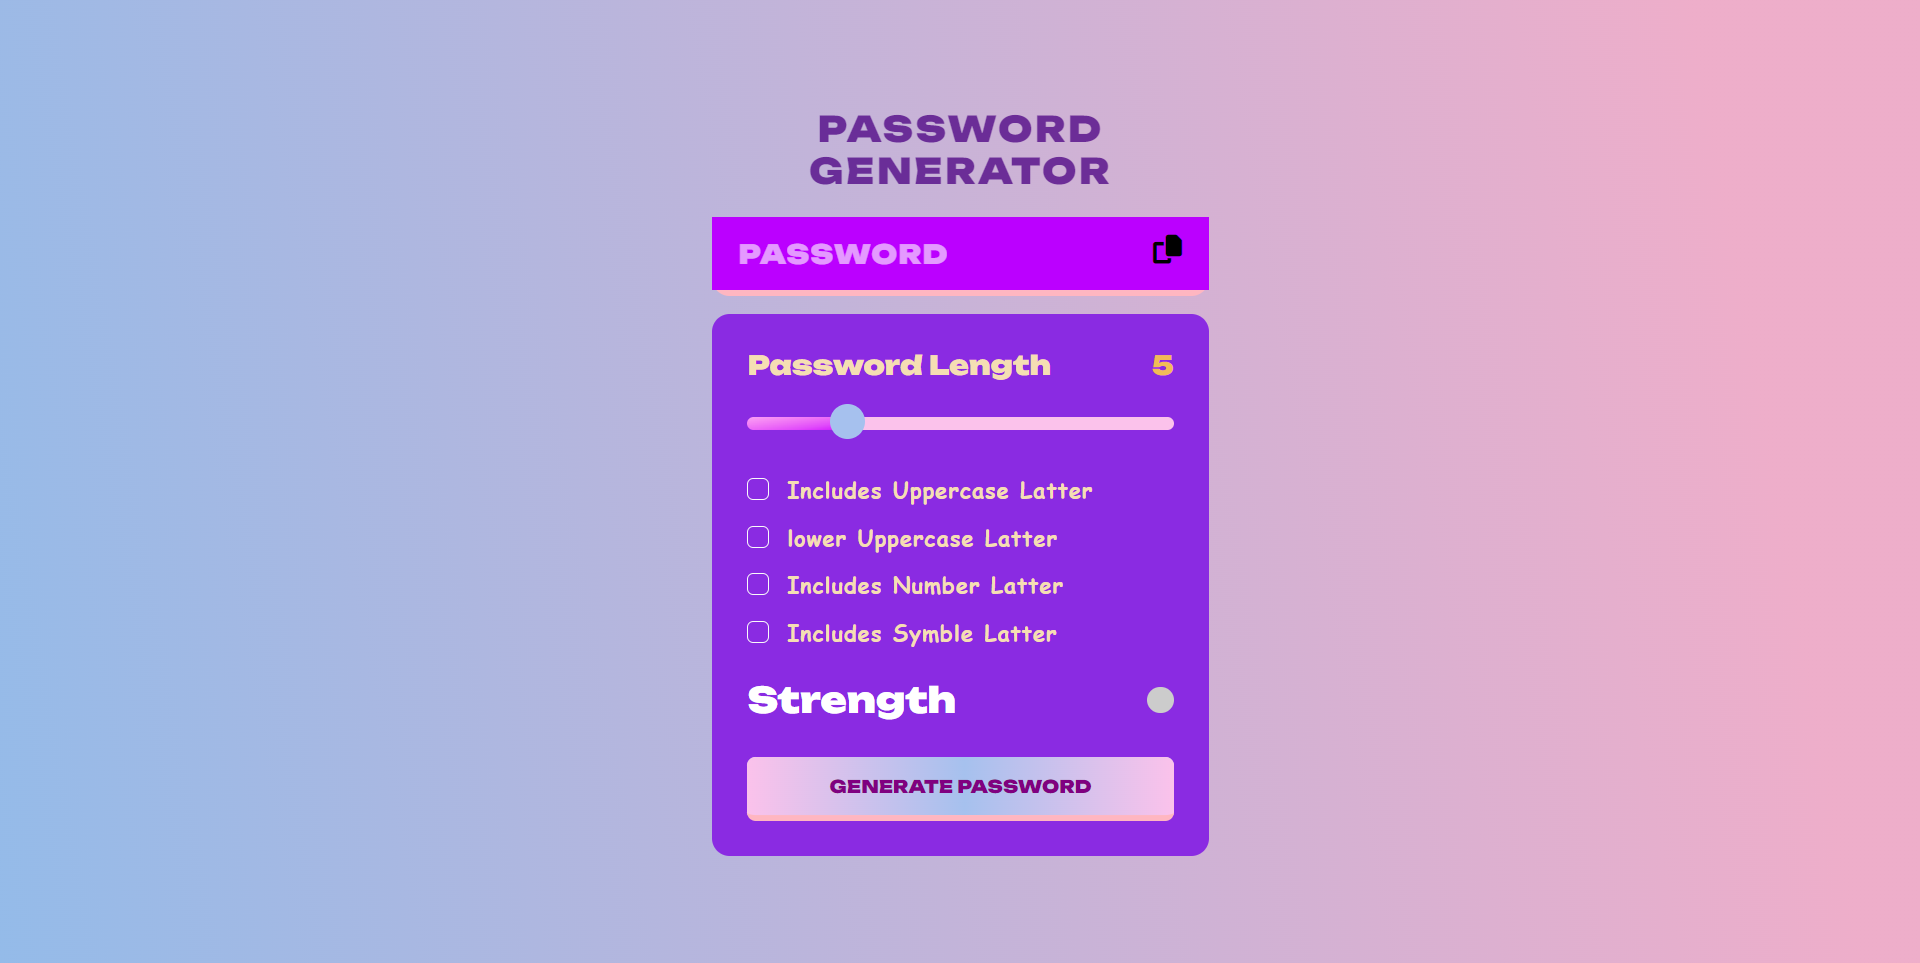 PASSWORD
GENERATOR
PASSWORD
Password Length 5
Includes Uppercase Latter
lower Uppercase Latter
Includes Number Latter
Includes Symble Latter
Strength
GENERATE PASSWORD